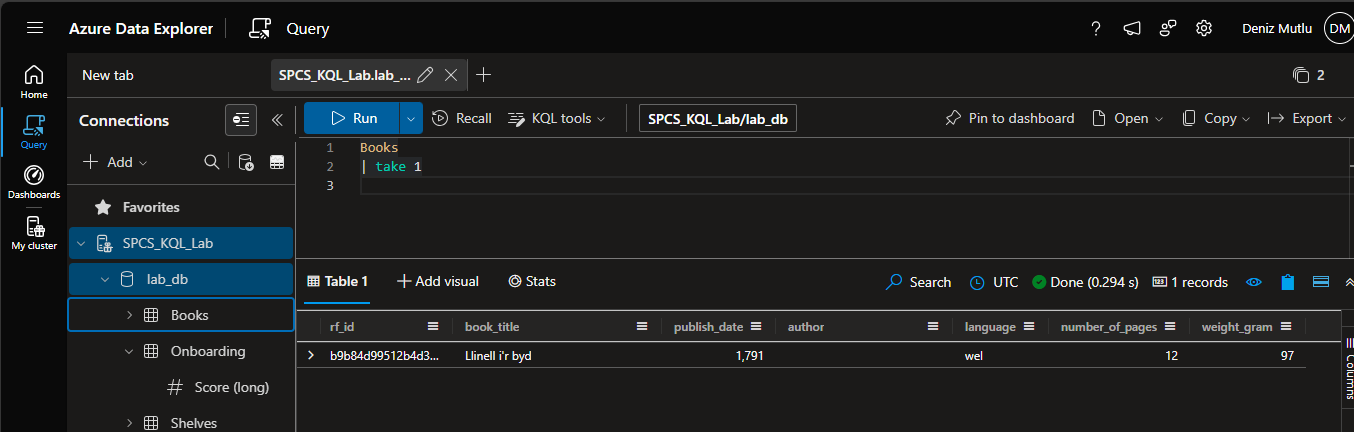 Azure Data Explorer Query Deniz Mutlu DM
New tab SPCS_KQL_Lab.lab_... 2
Home
Query
Dashboards
My cluster
Connections
Add
Favorites
SPCS_KQL_Lab
lab_db
Books
Onboarding
Score (long)
Shelves
Run Recall KQL tools SPCS_KQL_Lab/lab_db Pin to dashboard Open Copy Export
1 Books
2 | take 1
3
Table 1 Add visual Stats Search UTC Done (0.294 s) 123 1 records
rf_id book_title publish_date author language number_of_pages weight_gram
b9b84d99512b4d3... Llinell i'r byd 1,791 wel 12 97
Columns